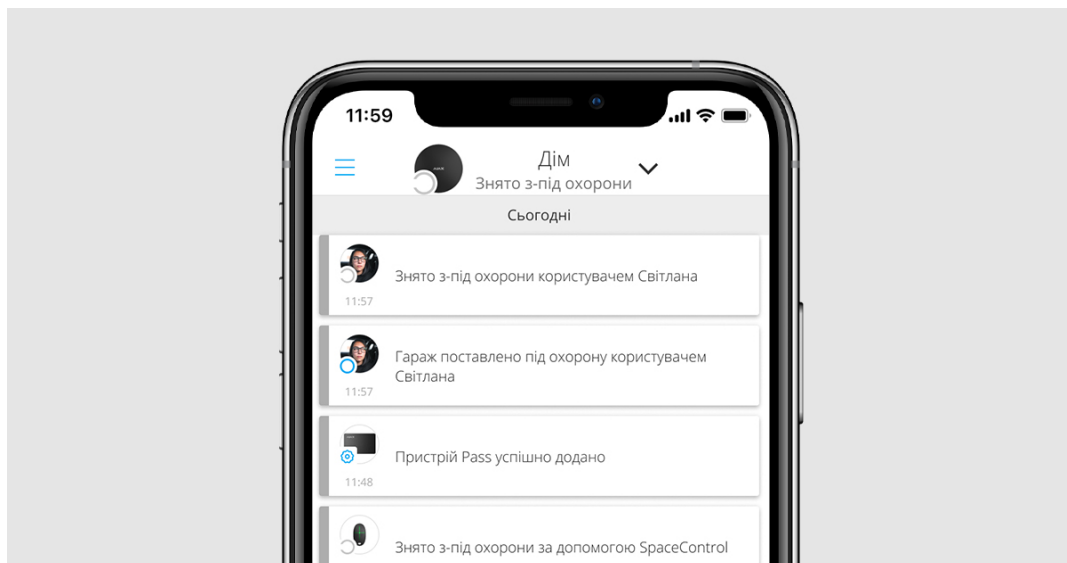 11:59
Дім
Знято з-під охорони
Сьогодні
Знято з-під охорони користувачем Світлана
11:57
Гараж поставлено під охорону користувачем
Світлана
11:57
Пристрій Pass успішно додано
11:48
Знято з-під охорони за допомогою SpaceControl